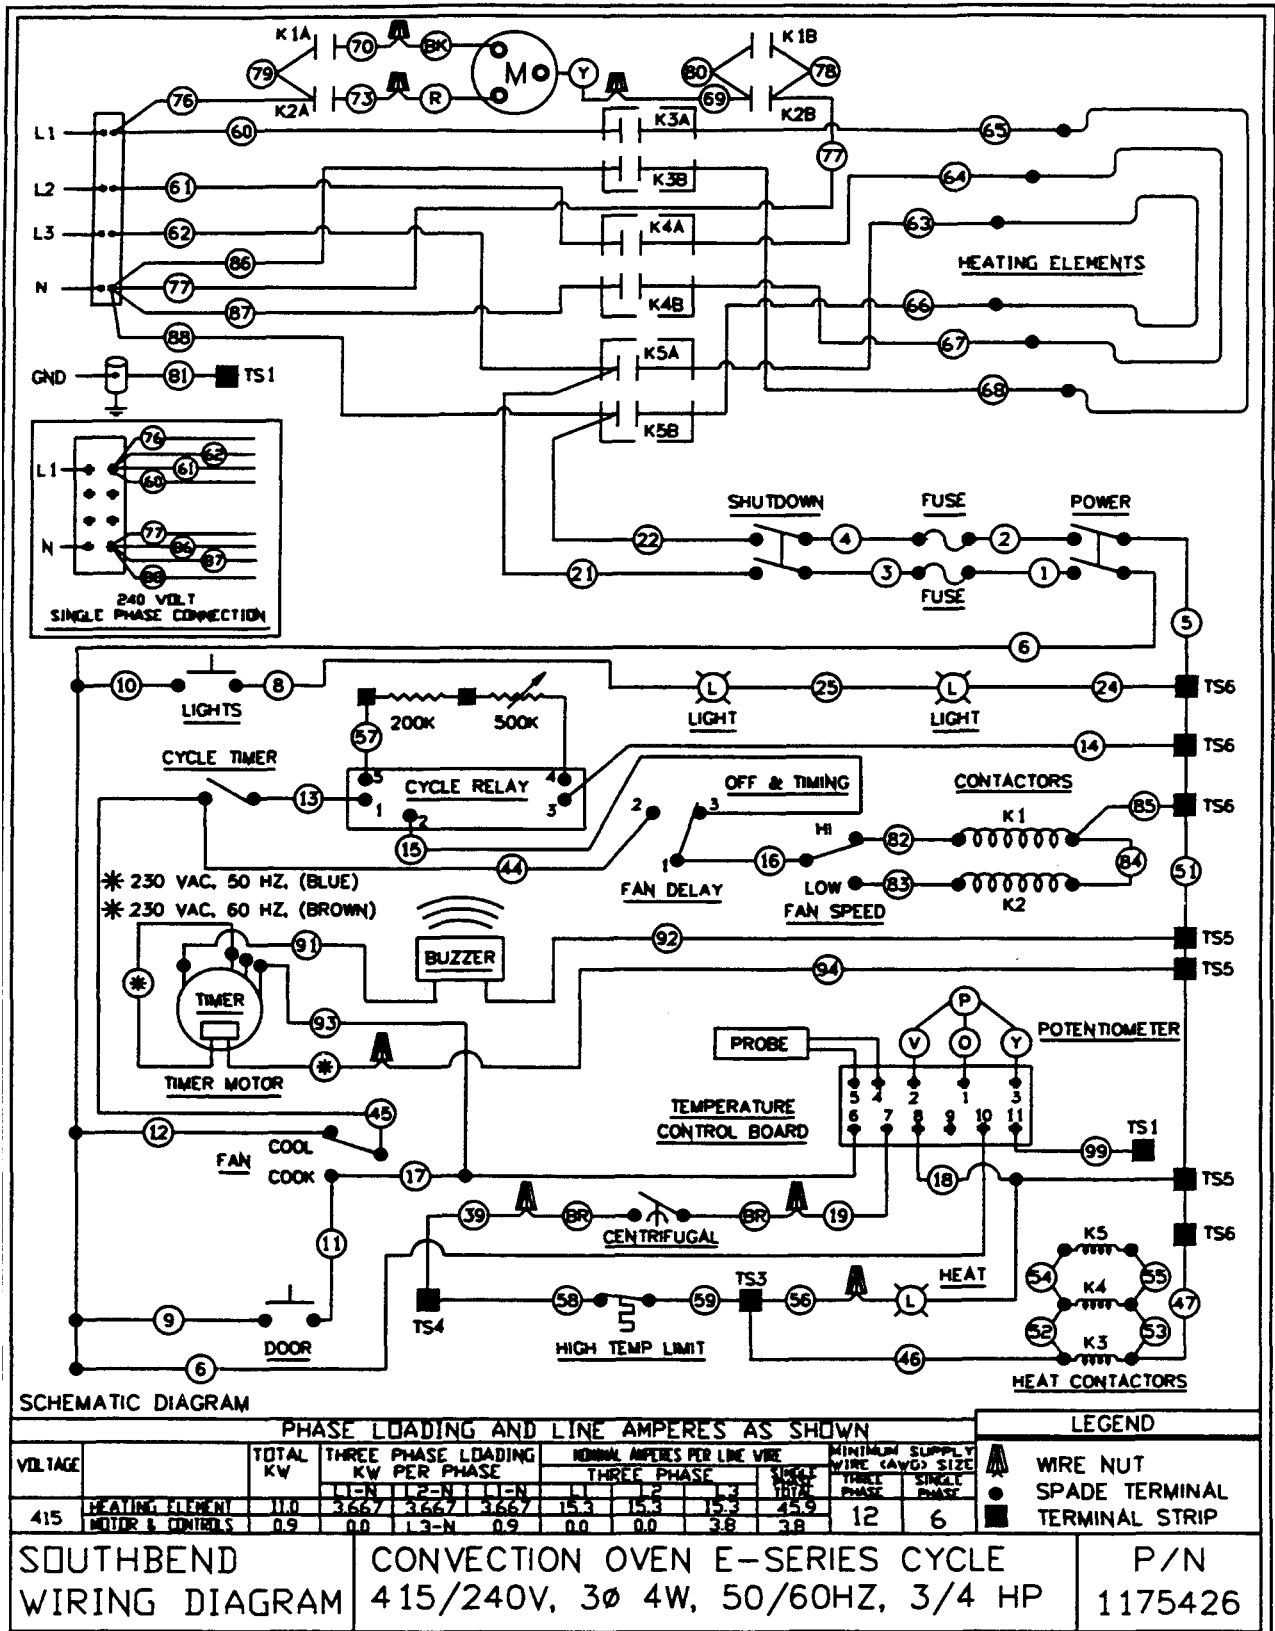 K1A 70 BK M K1B
79 Y 80 78
76 K2A 73 R 69 K2B
L1 60 K3A 65
77
L2 61 K3B 64
L3 62 K4A 63
86 HEATING ELEMENTS
N 77
87 K4B 66
88 67
K5A
GND 81 TS1 68
K5B
76
62
L1 61
60
77
N 86
87
88
240 VOLT
SINGLE PHASE CONNECTION
SHUTDOWN FUSE POWER
22 4 2
21 3 1
FUSE
5
6
10 8 L 25 L 24 TS6
LIGHTS LIGHT LIGHT
200K 500K
57
14 TS6
CYCLE TIMER
5 CYCLE RELAY 4
13 1 2 3
15
OFF & TIMING
2 3
1
44
FAN DELAY
16
HI
LOW
FAN SPEED
CONTACTORS
K1 85 TS6
82 84
83 K2
51
✳ 230 VAC, 50 HZ, (BLUE)
✳ 230 VAC, 60 HZ, (BROWN)
91 BUZZER 92 TS5
94 TS5
✳ TIMER
93
✳
TIMER MOTOR
P
PROBE V O Y POTENTIOMETER
5 4 2 1 3
6 7 8 9 10 11
TEMPERATURE
CONTROL BOARD
99 TS1
45
12 COOL
FAN
COOK 17 18 TS5
39 BR BR 19 TS6
CENTRIFUGAL
11
K5
54 55
HEAT
TS3
9 TS4 58 59 56 L K4 47
52 53
DOOR HIGH TEMP LIMIT K3
6 46
HEAT CONTACTORS
SCHEMATIC DIAGRAM
PHASE LOADING AND LINE AMPERES AS SHOWN
VOLTAGE TOTAL KW THREE PHASE LOADING KW PER PHASE NOMINAL AMPERES PER LINE WIRE MINIMUM SUPPLY WIRE (AWG) SIZE
THREE PHASE SINGLE PHASE TOTAL THREE PHASE SINGLE PHASE
L1-N L2-N L1-N L1 L2 L3
415 HEATING ELEMENT 11.0 3.667 3.667 3.667 15.3 15.3 15.3 45.9 12 6
MOTOR & CONTROLS 0.9 0.0 L3-N 0.9 0.0 0.0 3.8 3.8
LEGEND
WIRE NUT
SPADE TERMINAL
TERMINAL STRIP
SOUTHBEND
WIRING DIAGRAM
CONVECTION OVEN E-SERIES CYCLE
415/240V, 3ø 4W, 50/60HZ, 3/4 HP
P/N
1175426